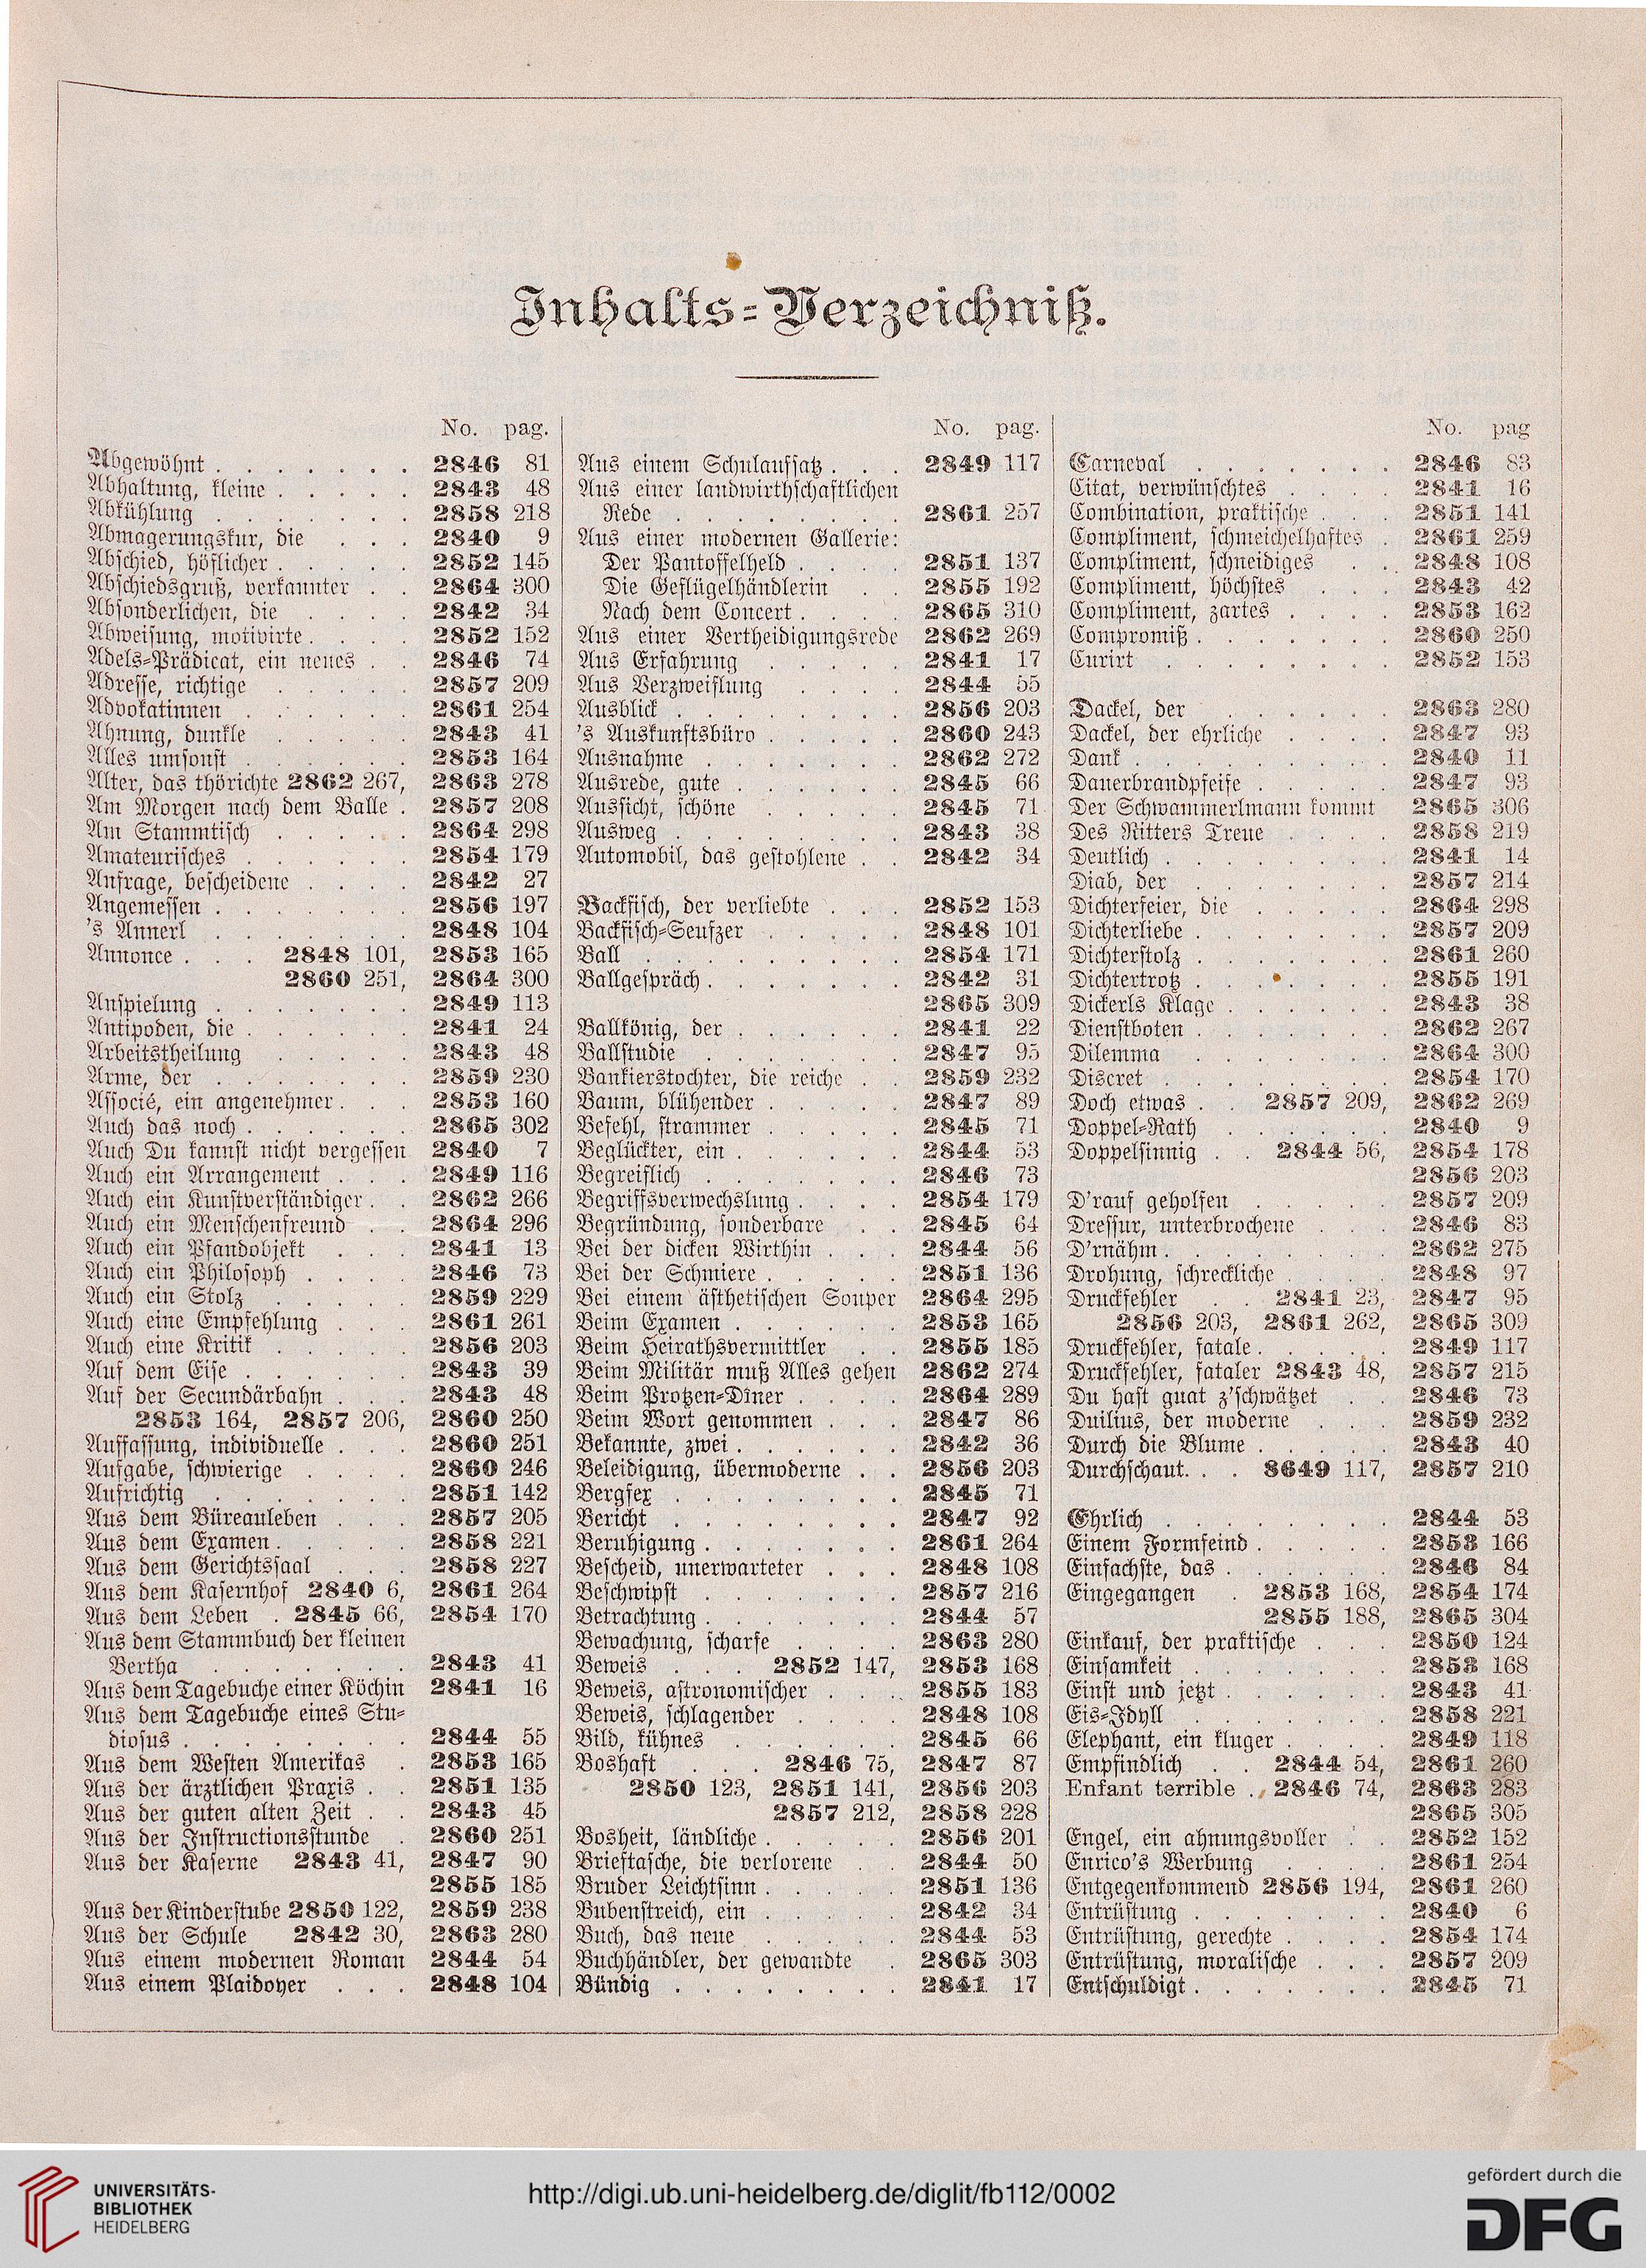 Inhalts=Verzeichniß.
No. pag.
Abgewöhnt . . . . . . . 2846 81
Abhaltung, kleine . . . . . 2843 48
Abkühlung . . . . . . . 2858 218
Abmagerungskur, die . . . 2840 9
Abschied, höflicher . . . . . 2852 145
Abschiedsgruß, verkannter . . 2864 300
Absonderlichen, die . . . . 2842 34
Abweisung, motivirte . . . . 2852 152
Adels=Prädicat, ein neues . . 2846 74
Adresse, richtige . . . . . 2857 209
Advokatinnen . . . . . . 2861 254
Ahnung, dunkle . . . . . 2843 41
Alles umsonst . . . . . . 2853 164
Alter, das thörichte 2862 267, 2863 278
Am Morgen nach dem Balle . 2857 208
Am Stammtisch . . . . . 2864 298
Amateurisches . . . . . . 2854 179
Anfrage, bescheidene . . . . 2842 27
Angemessen . . . . . . . 2856 197
's Annerl . . . . . . . 2848 104
Annonce . . . 2848 101, 2853 165
2860 251, 2864 300
Anspielung . . . . . . . 2849 113
Antipoden, die . . . . . . 2841 24
Arbeitstheilung . . . . . 2843 48
Arme, der . . . . . . . 2859 230
Associé, ein angenehmer . . . 2853 160
Auch das noch . . . . . . 2865 302
Auch Du kannst nicht vergessen 2840 7
Auch ein Arrangement . . . 2849 116
Auch ein Kunstverständiger . . 2862 266
Auch ein Menschenfreund . . 2864 296
Auch ein Pfandobjekt . . . 2841 13
Auch ein Philosoph . . . . 2846 73
Auch ein Stolz . . . . . 2859 229
Auch eine Empfehlung . . . 2861 261
Auch eine Kritik . . . . . 2856 203
Auf dem Eise . . . . . . 2843 39
Auf der Secundärbahn . . . 2843 48
2853 164, 2857 206, 2860 250
Auffassung, individuelle . . . 2860 251
Aufgabe, schwierige . . . . 2860 246
Aufrichtig . . . . . . . 2851 142
Aus dem Büreauleben . . . 2857 205
Aus dem Examen . . . . . 2858 221
Aus dem Gerichtssaal . . . 2858 227
Aus dem Kasernhof 2840 6, 2861 264
Aus dem Leben . 2845 66, 2854 170
Aus dem Stammbuch der kleinen
Bertha . . . . . . . 2843 41
Aus dem Tagebuche einer Köchin 2841 16
Aus dem Tagebuche eines Stu=
diosus . . . . . . . . 2844 55
Aus dem Westen Amerikas . 2853 165
Aus der ärztlichen Praxis . . 2851 135
Aus der guten alten Zeit . . 2843 45
Aus der Instructionsstunde . 2860 251
Aus der Kaserne 2843 41, 2847 90
2855 185
Aus der Kinderstube 2850 122, 2859 238
Aus der Schule 2842 30, 2863 280
Aus einem modernen Roman 2844 54
Aus einem Plaidoyer . . . 2848 104
No. pag.
Aus einem Schulaufsatz . . . 2849 117
Aus einer landwirthschaftlichen
Rede . . . . . . . . 2861 257
Aus einer modernen Gallerie:
Der Pantoffelheld . . . . 2851 137
Die Geflügelhändlerin . . 2855 192
Nach dem Concert . . . . 2865 310
Aus einer Vertheidigungsrede 2862 269
Aus Erfahrung . . . . . 2841 17
Aus Verzweiflung . . . . 2844 55
Ausblick . . . . . . . . 2856 203
's Auskunftsbüro . . . . . 2860 243
Ausnahme . . . . . . . 2862 272
Ausrede, gute . . . . . . 2845 66
Aussicht, schöne . . . . . 2845 71
Ausweg . . . . . . . . 2843 38
Automobil, das gestohlene . . 2842 34
Backfisch, der verliebte . . . 2852 153
Backfisch=Seufzer . . . . . 2848 101
Ball . . . . . . . . . 2854 171
Ballgespräch . . . . . . . 2842 31
2865 309
Ballkönig, der . . . . . . 2841 22
Ballstudie . . . . . . . 2847 95
Bankierstochter, die reiche . . 2859 232
Baum, blühender . . . . . 2847 89
Befehl, strammer . . . . . 2845 71
Beglückter, ein . . . . . . 2844 53
Begreiflich . . . . . . . 2846 73
Begriffsverwechslung . . . . 2854 179
Begründung, sonderbare . . 2845 64
Bei der dicken Wirthin . . . 2844 56
Bei der Schmiere . . . . . 2851 136
Bei einem ästhetischen Souper 2864 295
Beim Examen . . . . . . 2853 165
Beim Heirathsvermittler . . 2855 185
Beim Militär muß Alles gehen 2862 274
Beim Protzen=Dîner . . . . 2864 289
Beim Wort genommen . . . 2847 86
Bekannte, zwei . . . . . . 2842 36
Beleidigung, übermoderne . . 2856 203
Bergfex . . . . . . . . 2845 71
Bericht . . . . . . . . 2847 92
Beruhigung . . . . . . . 2861 264
Bescheid, unerwarteter . . . 2848 108
Beschwipst . . . . . . . 2857 216
Betrachtung . . . . . . . 2844 57
Bewachung, scharfe . . . . 2863 280
Beweis . . . 2852 147, 2853 168
Beweis, astronomischer . . . 2855 183
Beweis, schlagender . . . . 2848 108
Bild, kühnes . . . . . . 2845 66
Boshaft . . . 2846 75, 2847 87
2850 123, 2851 141, 2856 203
2857 212, 2858 228
Bosheit, ländliche . . . . . 2856 201
Brieftasche, die verlorene . . 2844 50
Bruder Leichtsinn . . . . . 2851 136
Bubenstreich, ein . . . . . 2842 34
Buch, das neue . . . . . 2844 53
Buchhändler, der gewandte . 2865 303
Bündig . . . . . . . . 2841 17
No. pag
Carneval . . . . . . . 2846 83
Citat, verwünschtes . . . . 2841 16
Combination, praktische . . . 2851 141
Compliment, schmeichelhaftes . 2861 259
Compliment, schneidiges . . 2848 108
Compliment, höchstes . . . 2843 42
Compliment, zartes . . . . 2853 162
Compromiß . . . . . . . 2860 250
Curirt . . . . . . . . 2852 153
Dackel, der . . . . . . 2863 280
Dackel, der ehrliche . . . . 2847 93
Dank . . . . . . . . . 2840 11
Dauerbrandpfeife . . . . . 2847 93
Der Schwammerlmann kommt 2865 306
Des Ritters Treue . . . . 2858 219
Deutlich . . . . . . . . 2841 14
Diab, der . . . . . . . 2857 214
Dichterfeier, die . . . . . 2864 298
Dichterliebe . . . . . . . 2857 209
Dichterstolz . . . . . . . 2861 260
Dichtertrotz . . . . . . . 2855 191
Dickerls Klage . . . . . . 2843 38
Dienstboten . . . . . . . 2862 267
Dilemma . . . . . . . 2864 300
Discret . . . . . . . . 2854 170
Doch etwas . . 2857 209, 2862 269
Doppel=Rath . . . . . . 2840 9
Doppelsinnig . . 2844 56, 2854 178
2856 203
D'rauf geholfen . . . . . 2857 209
Dressur, unterbrochene . . . 2846 83
D'rnähm . . . . . . . . 2862 275
Drohung, schreckliche . . . . 2848 97
Druckfehler . . 2841 23, 2847 95
2856 203, 2861 262, 2865 309
Druckfehler, fatale . . . . . 2849 117
Druckfehler, fataler 2843 48, 2857 215
Du hast guat z'schwätzet . . 2846 73
Duilius, der moderne . . . 2859 232
Durch die Blume . . . . . 2843 40
Durchschaut. . . 8649 117, 2857 210
Ehrlich . . . . . . . . 2844 53
Einem Formfeind . . . . . 2853 166
Einfachste, das . . . . . . 2846 84
Eingegangen . 2853 168, 2854 174
2855 188, 2865 304
Einkauf, der praktische . . . 2850 124
Einsamkeit . . . . . . . 2853 168
Einst und jetzt . . . . . . 2843 41
Eis=Idyll . . . . . . . 2858 221
Elephant, ein kluger . . . . 2849 118
Empfindlich . . 2844 54, 2861 260
Enfant terrible . 2846 74, 2863 283
2865 305
Engel, ein ahnungsvoller . . 2852 152
Enrico's Werbung . . . . 2861 254
Entgegenkommend 2856 194, 2861 260
Entrüstung . . . . . . . 2840 6
Entrüstung, gerechte . . . . 2854 174
Entrüstung, moralische . . . 2857 209
Entschuldigt . . . . . . . 2845 71
UNIVERSITÄTS-
BIBLIOTHEK
HEIDELBERG
http://digi.ub.uni-heidelberg.de/diglit/fb112/0002
gefördert durch die
DFG